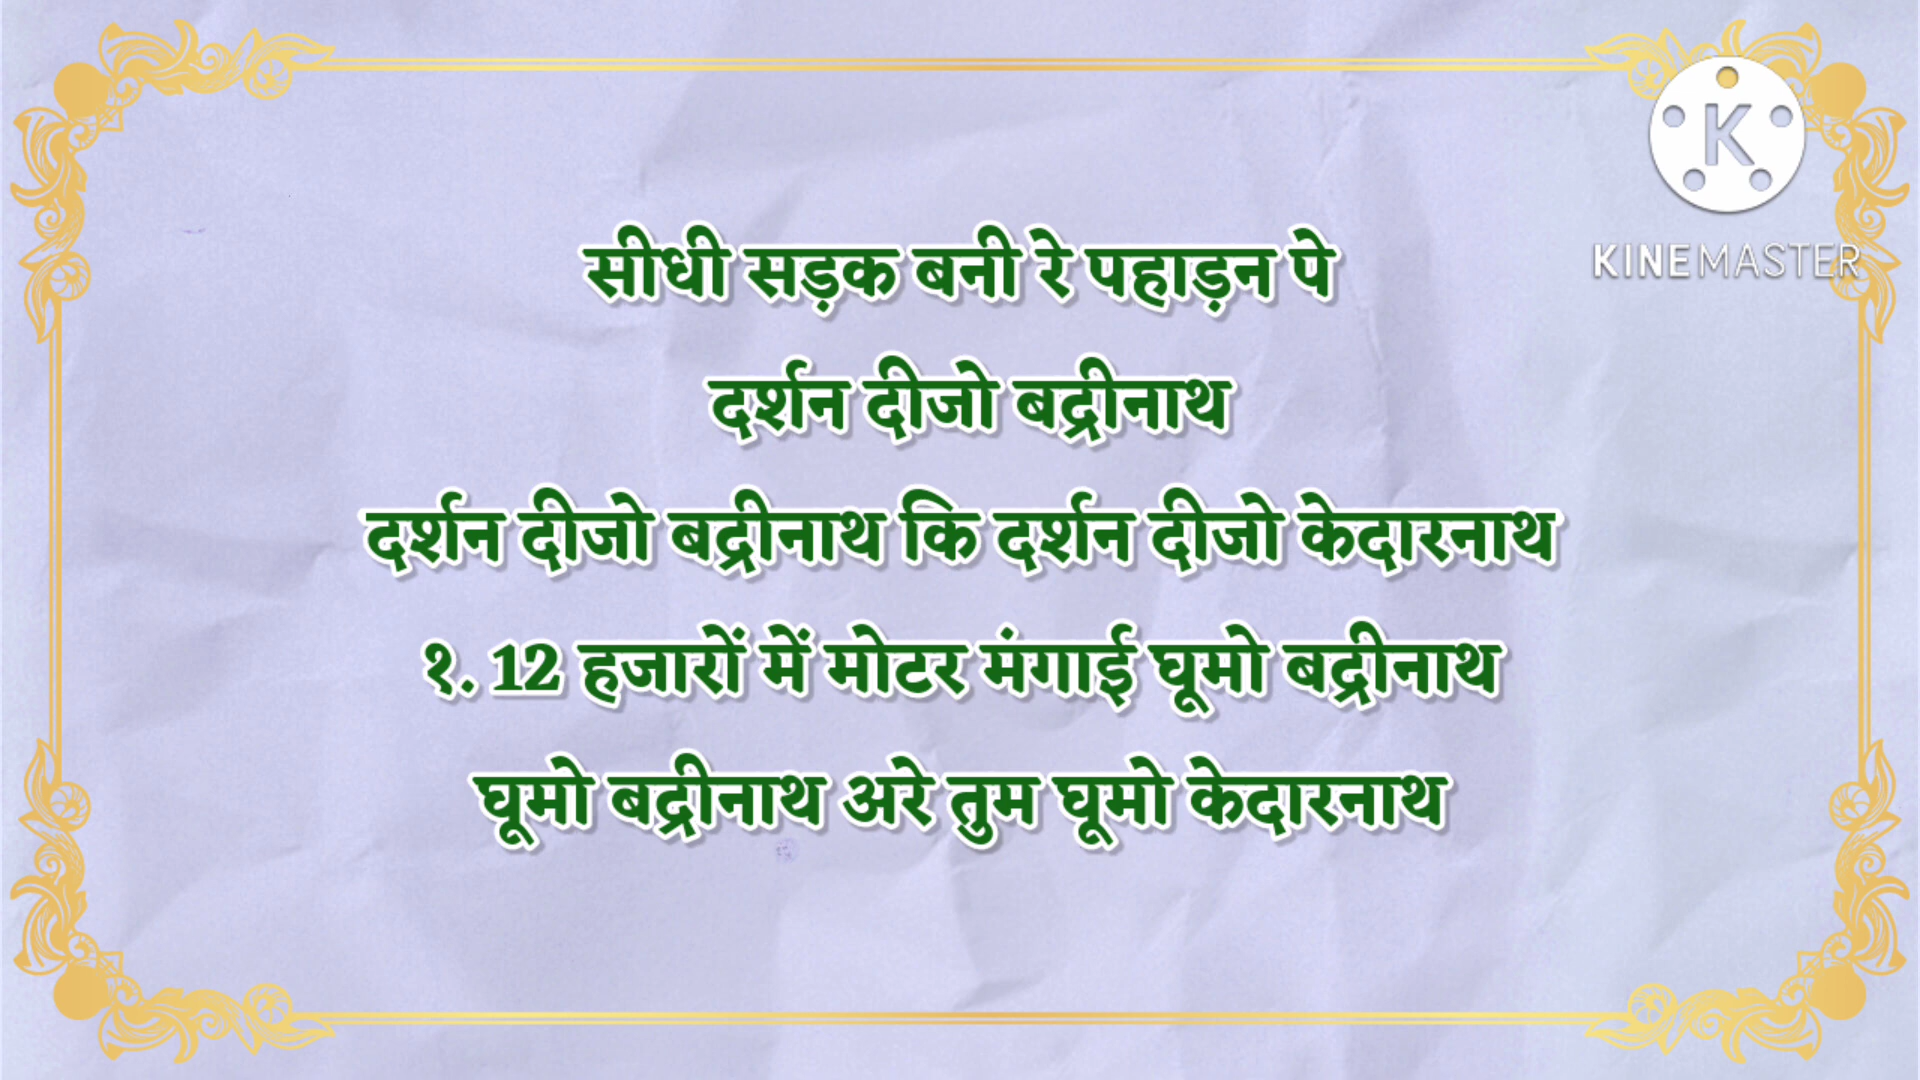 K
KINEMASTER
सीधी सड़क बनी रे पहाड़न पे
दर्शन दीजो बद्रीनाथ
दर्शन दीजो बद्रीनाथ कि दर्शन दीजो केदारनाथ
१. 12 हजारों में मोटर मंगाई घूमो बद्रीनाथ
घूमो बद्रीनाथ अरे तुम घूमो केदारनाथ